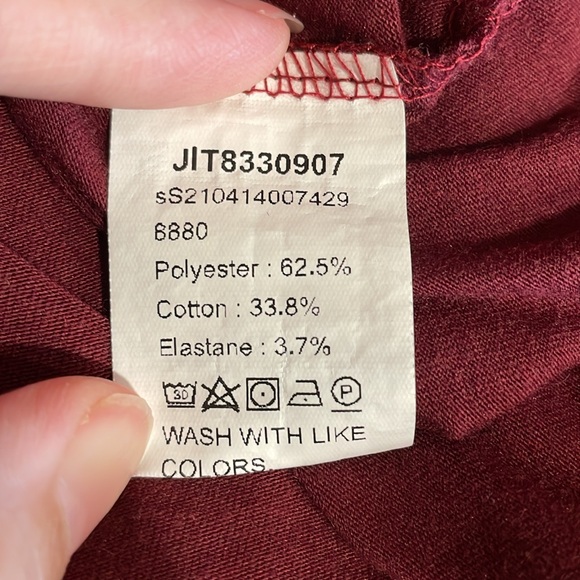 JIT8330907
sS210414007429
6880
Polyester : 62.5%
Cotton : 33.8%
Elastane : 3.7%
30 P
WASH WITH LIKE
COLORS.